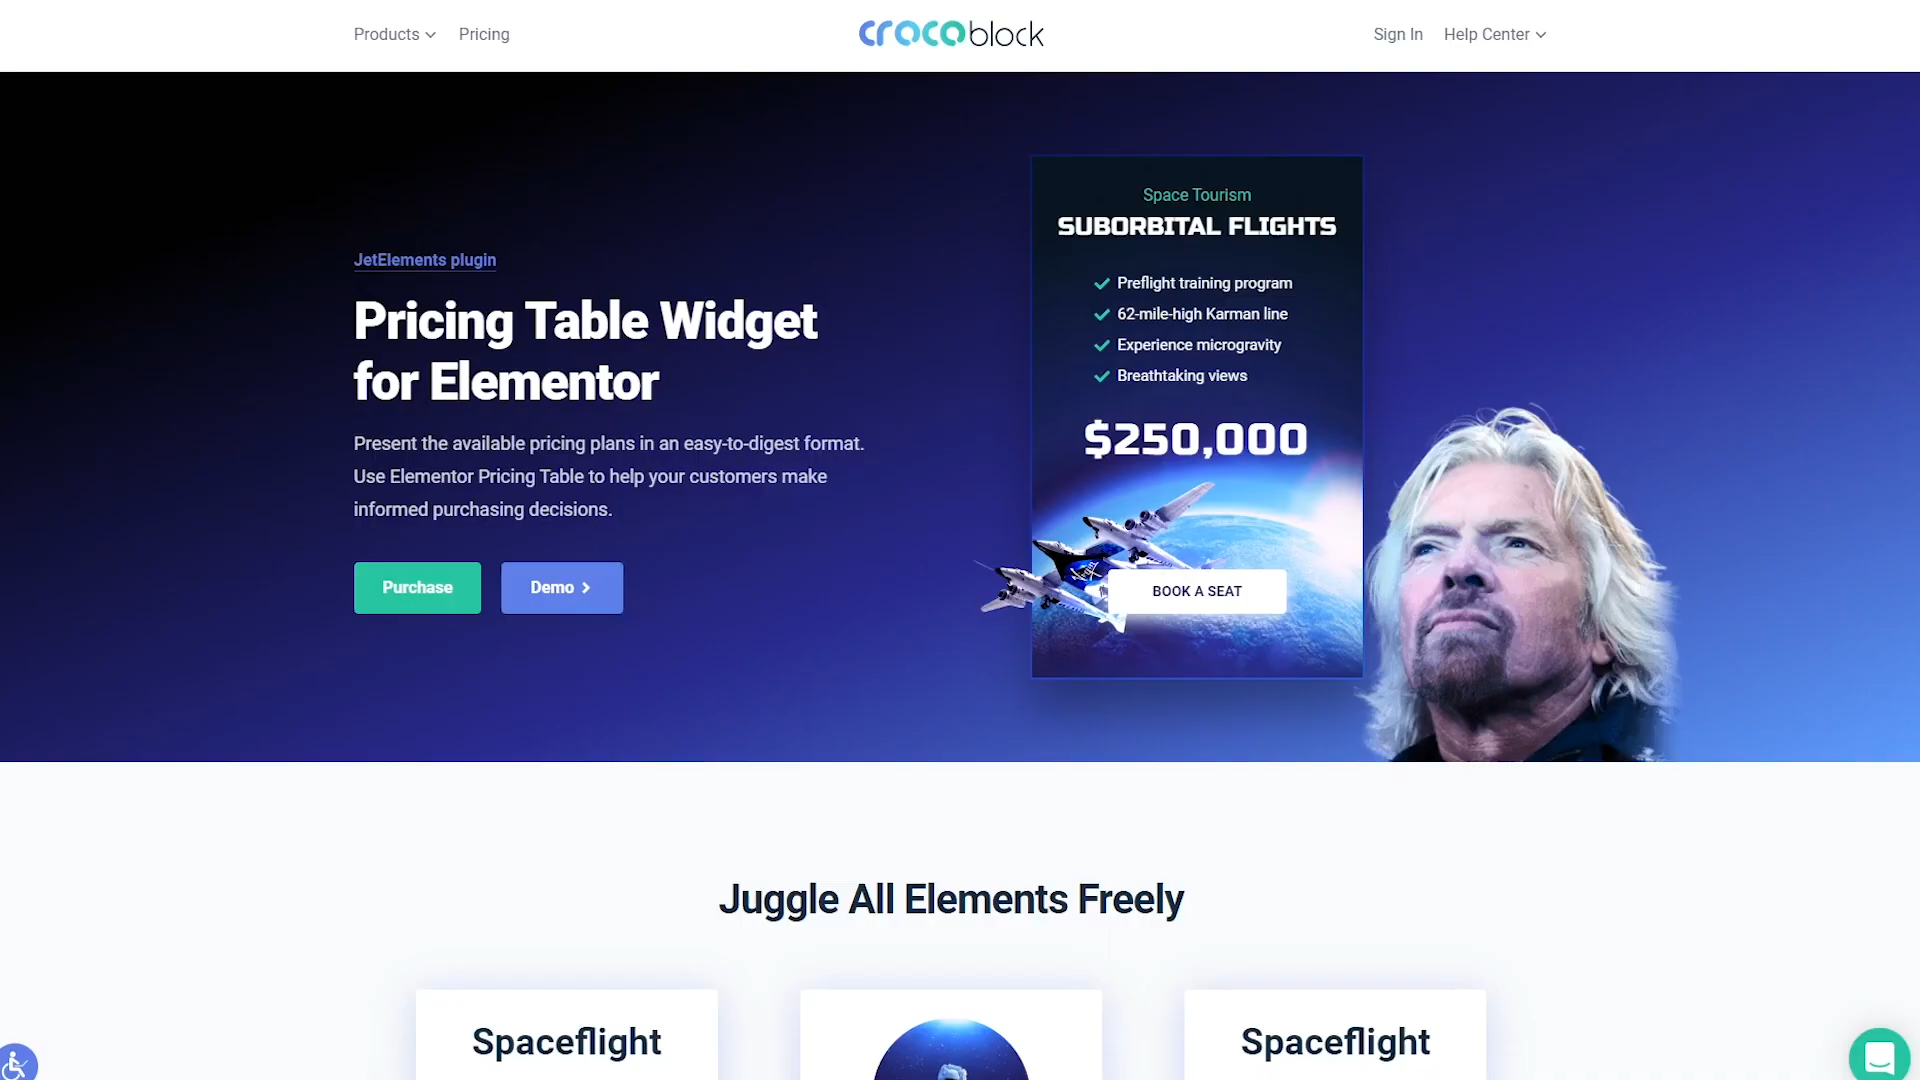 Products
Pricing
crocoblock
Sign In
Help Center
JetElements plugin
Pricing Table Widget
for Elementor
Present the available pricing plans in an easy-to-digest format.
Use Elementor Pricing Table to help your customers make
informed purchasing decisions.
Purchase
Demo
Space Tourism
SUBORBITAL FLIGHTS
Preflight training program
62-mile-high Karman line
Experience microgravity
Breathtaking views
$250,000
Virgin
BOOK A SEAT
Juggle All Elements Freely
Spaceflight
Spaceflight